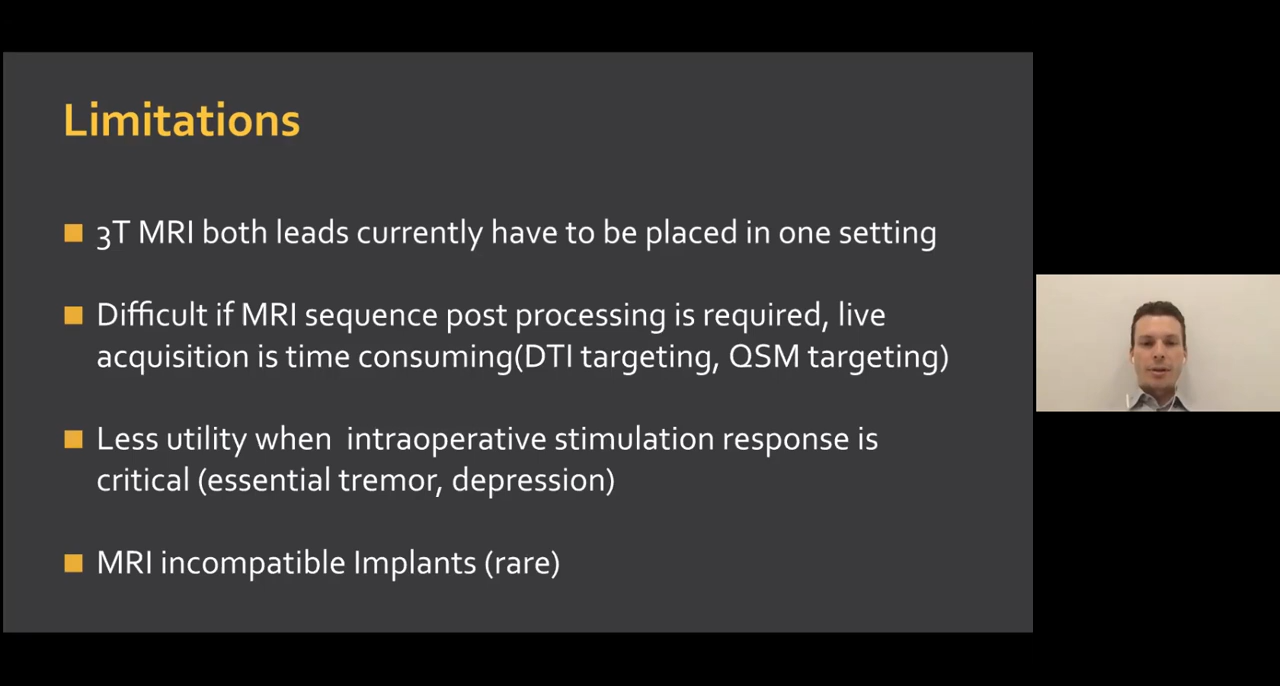 Limitations
3T MRI both leads currently have to be placed in one setting
Difficult if MRI sequence post processing is required, live
acquisition is time consuming(DTI targeting, QSM targeting)
Less utility when  intraoperative stimulation response is
critical (essential tremor, depression)
MRI incompatible Implants (rare)